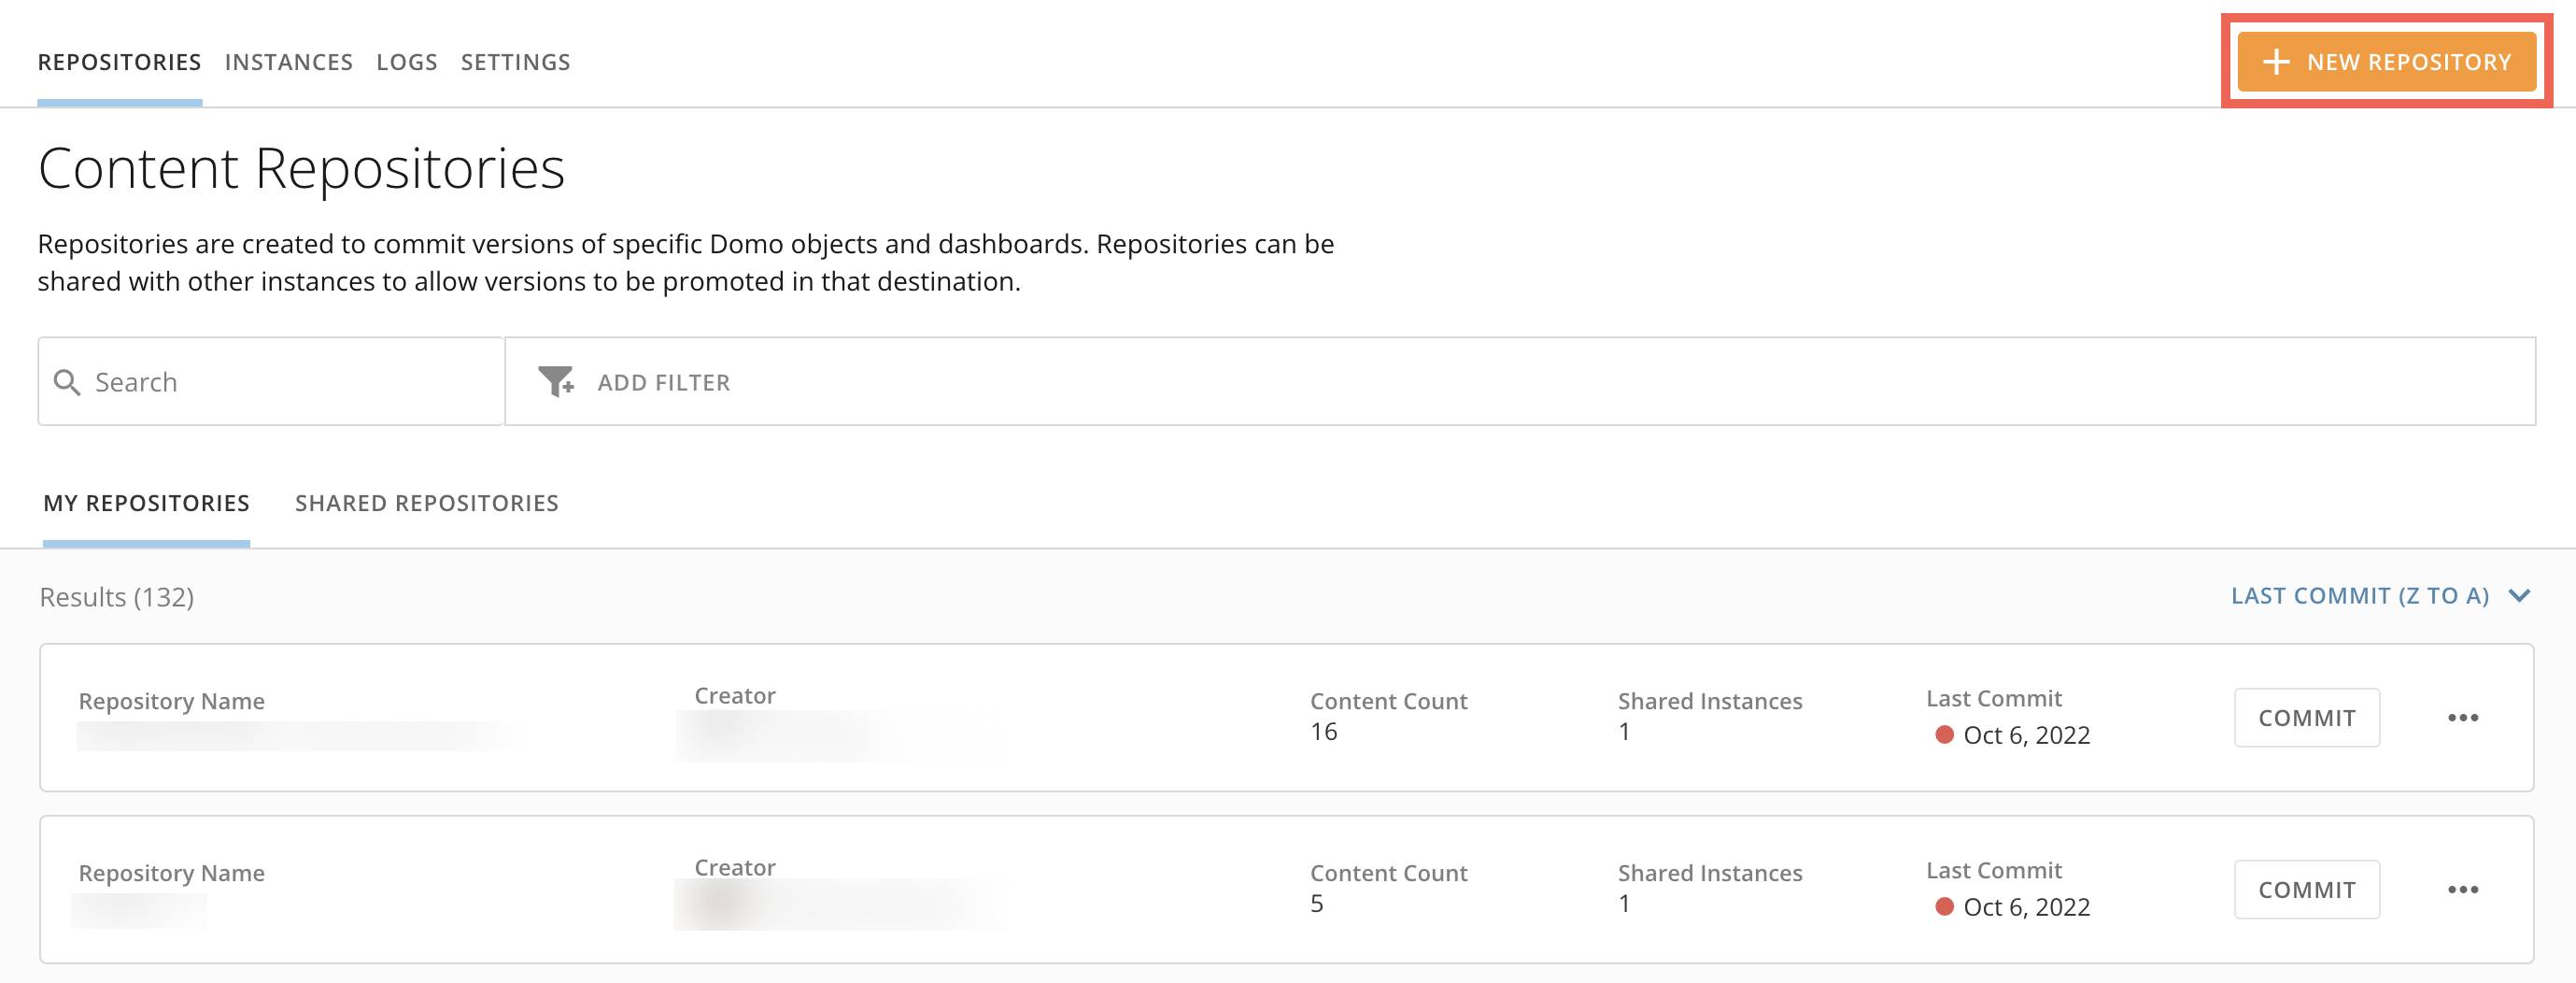 REPOSITORIES INSTANCES LOGS SETTINGS
NEW REPOSITORY
Content Repositories
Repositories are created to commit versions of specific Domo objects and dashboards. Repositories can be
shared with other instances to allow versions to be promoted in that destination.
Search
ADD FILTER
MY REPOSITORIES SHARED REPOSITORIES
Results (132)
LAST COMMIT (Z TO A)
Repository Name
Creator
Content Count
16
Shared Instances
1
Last Commit
Oct 6, 2022
COMMIT
Repository Name
Creator
Content Count
5
Shared Instances
1
Last Commit
Oct 6, 2022
COMMIT